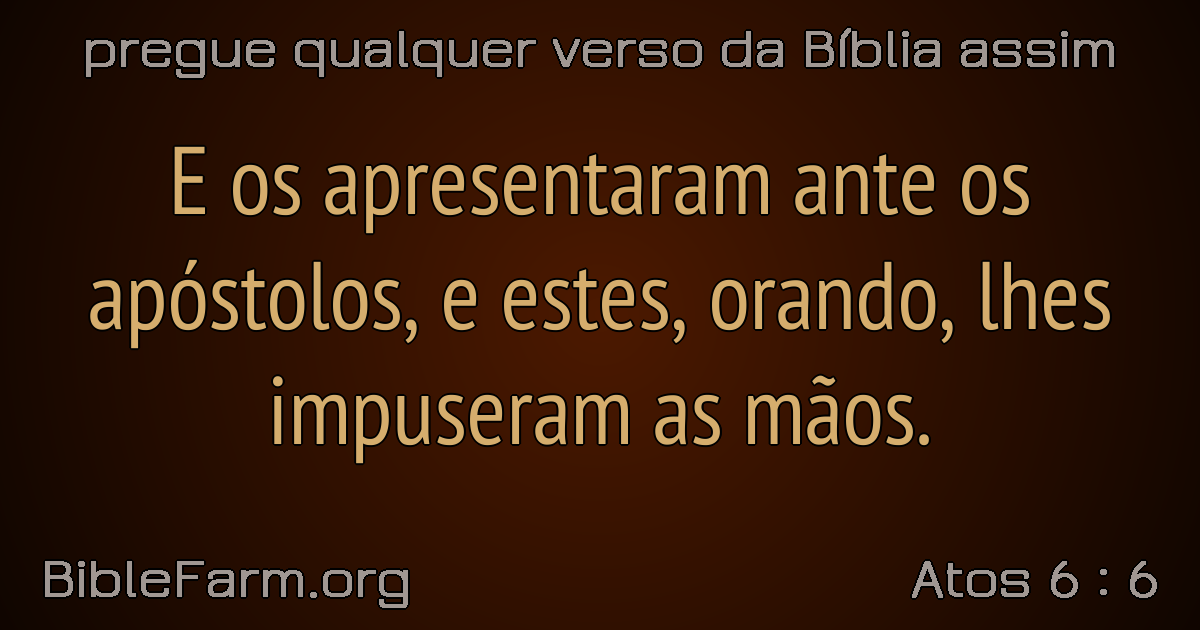 pregue qualquer verso da Bíblia assim
E os apresentaram ante os
apóstolos, e estes, orando, lhes
impuseram as mãos.
BibleFarm.org
Atos 6 : 6